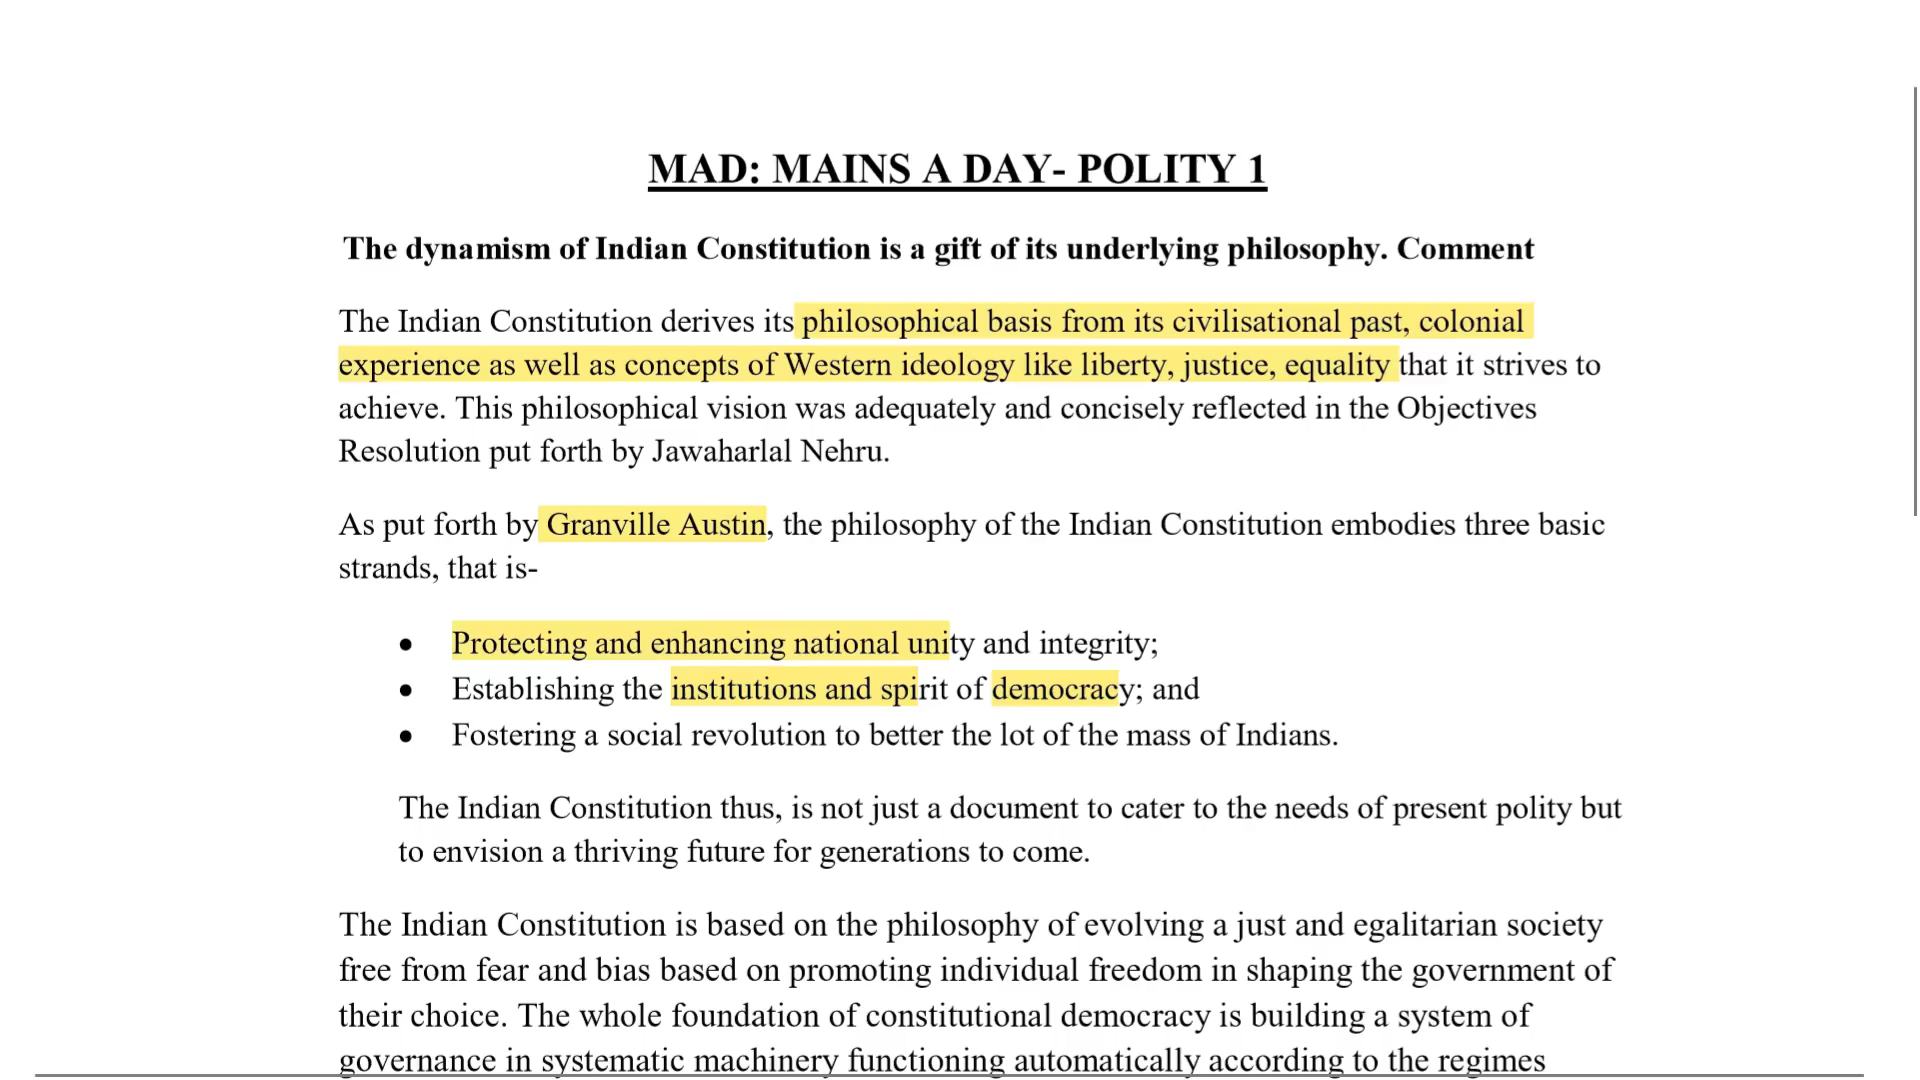 MAD: MAINS A DAY- POLITY 1
The dynamism of Indian Constitution is a gift of its underlying philosophy. Comment
The Indian Constitution derives its philosophical basis from its civilisational past, colonial
experience as well as concepts of Western ideology like liberty, justice, equality that it strives to
achieve. This philosophical vision was adequately and concisely reflected in the Objectives
Resolution put forth by Jawaharlal Nehru.
As put forth by Granville Austin, the philosophy of the Indian Constitution embodies three basic
strands, that is-
• Protecting and enhancing national unity and integrity;
• Establishing the institutions and spirit of democracy; and
• Fostering a social revolution to better the lot of the mass of Indians.
The Indian Constitution thus, is not just a document to cater to the needs of present polity but
to envision a thriving future for generations to come.
The Indian Constitution is based on the philosophy of evolving a just and egalitarian society
free from fear and bias based on promoting individual freedom in shaping the government of
their choice. The whole foundation of constitutional democracy is building a system of
governance in systematic machinery functioning automatically according to the regimes